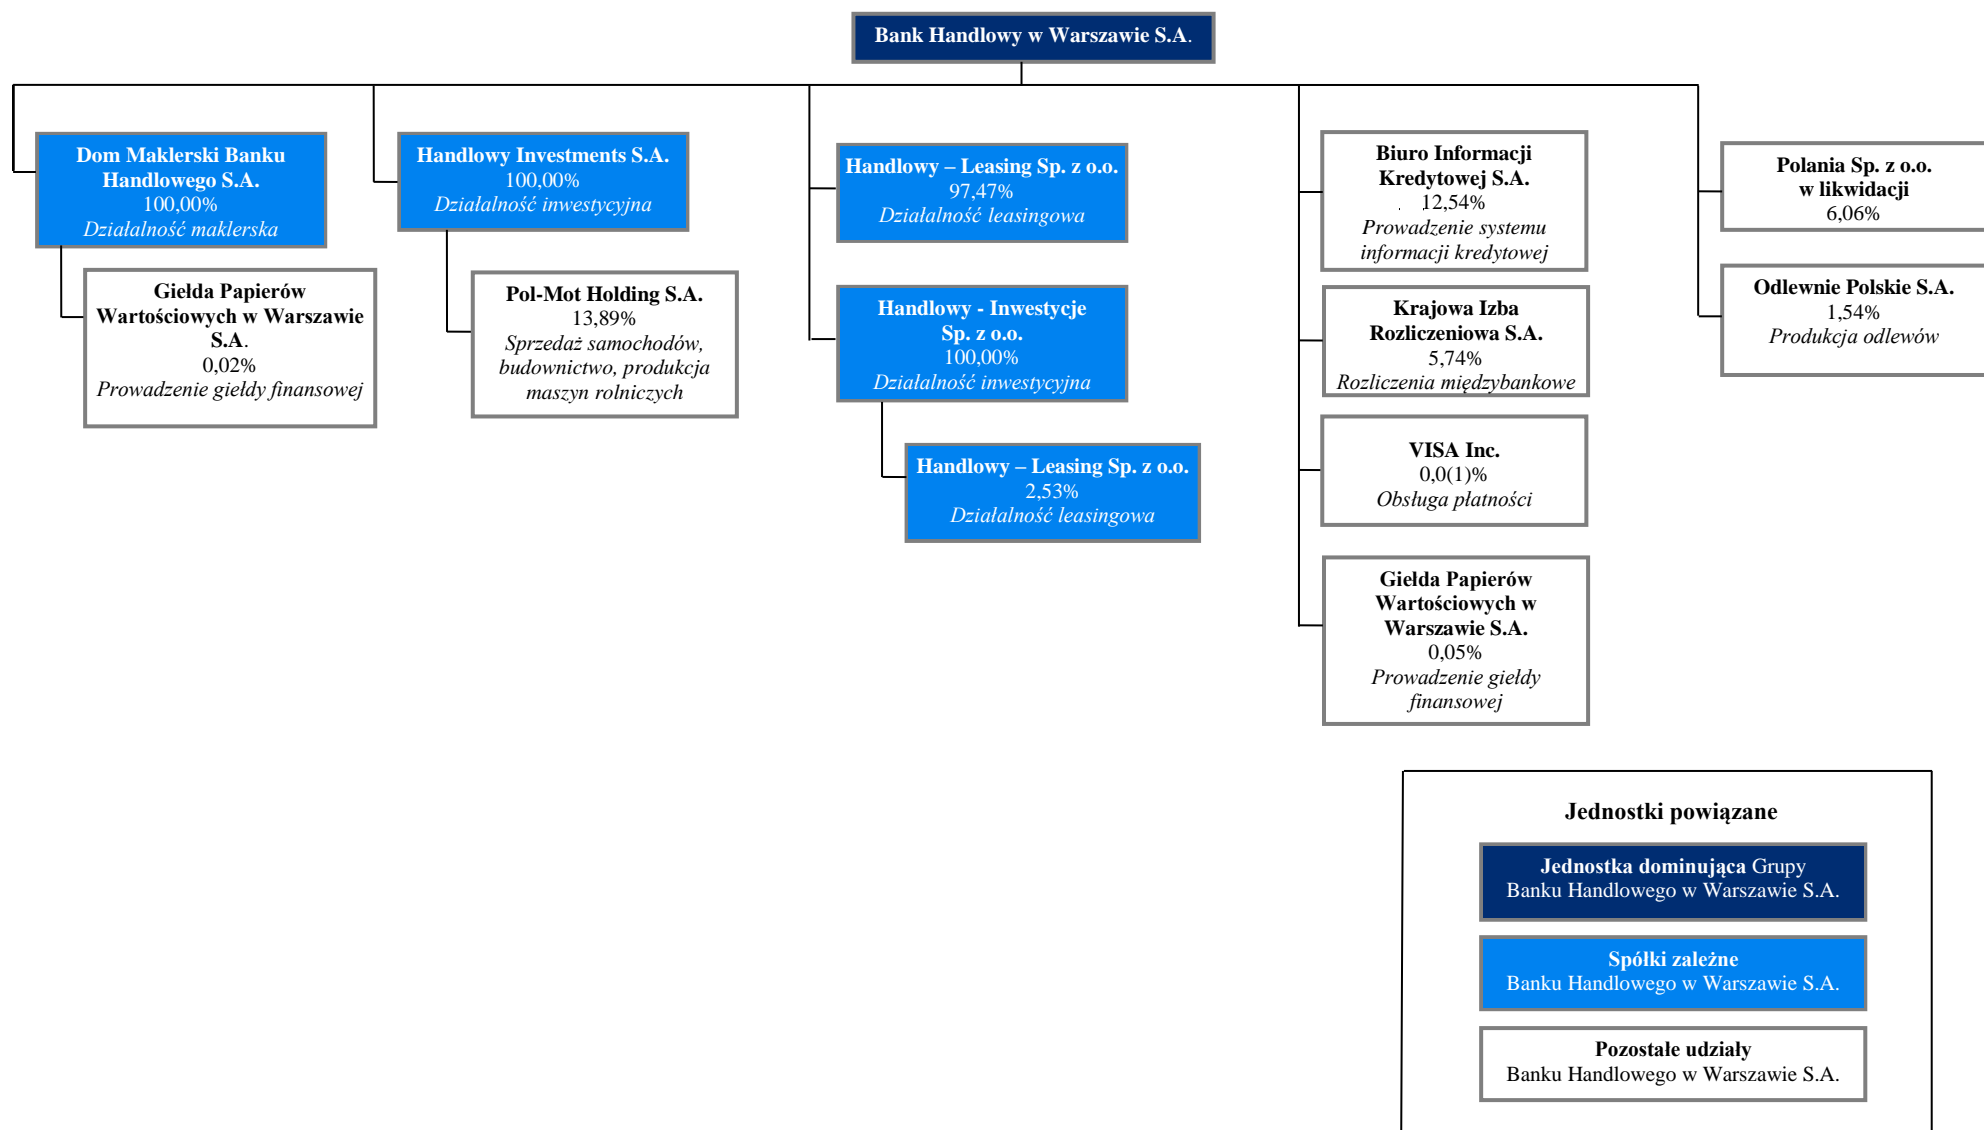 Bank Handlowy w Warszawie S.A.
Dom Maklerski Banku
Handlowego S.A.
100,00%
Działalność maklerska
Giełda Papierów
Wartościowych w Warszawie
S.A.
0,02%
Prowadzenie giełdy finansowej
Handlowy Investments S.A.
100,00%
Działalność inwestycyjna
Pol-Mot Holding S.A.
13,89%
Sprzedaż samochodów,
budownictwo, produkcja
maszyn rolniczych
Handlowy – Leasing Sp. z o.o.
97,47%
Działalność leasingowa
Handlowy - Inwestycje
Sp. z o.o.
100,00%
Działalność inwestycyjna
Handlowy – Leasing Sp. z o.o.
2,53%
Działalność leasingowa
Biuro Informacji
Kredytowej S.A.
12,54%
Prowadzenie systemu
informacji kredytowej
Krajowa Izba
Rozliczeniowa S.A.
5,74%
Rozliczenia międzybankowe
VISA Inc.
0,0(1)%
Obsługa płatności
Giełda Papierów
Wartościowych w
Warszawie S.A.
0,05%
Prowadzenie giełdy
finansowej
Polania Sp. z o.o.
w likwidacji
6,06%
Odlewnie Polskie S.A.
1,54%
Produkcja odlewów
Jednostki powiązane
Jednostka dominująca Grupy
Banku Handlowego w Warszawie S.A.
Spółki zależne
Banku Handlowego w Warszawie S.A.
Pozostałe udziały
Banku Handlowego w Warszawie S.A.